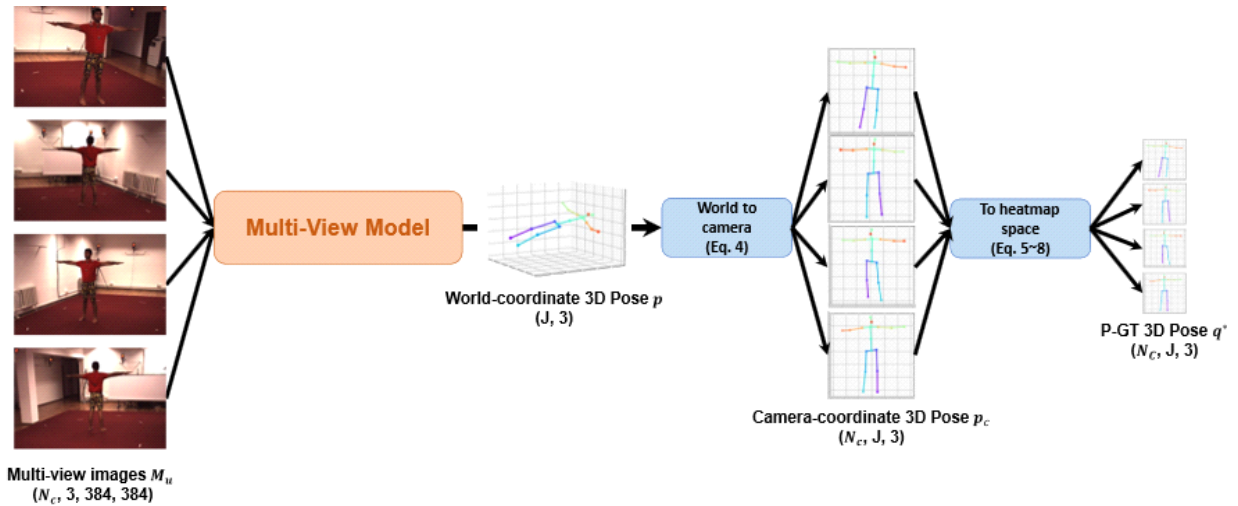 Multi-View Model
World to
camera
(Eq. 4)
To heatmap
space
(Eq. 5~8)
World-coordinate 3D Pose p
(J, 3)
P-GT 3D Pose q*
(N_C, J, 3)
Camera-coordinate 3D Pose p_c
(N_c, J, 3)
Multi-view images M_u
(N_c, 3, 384, 384)